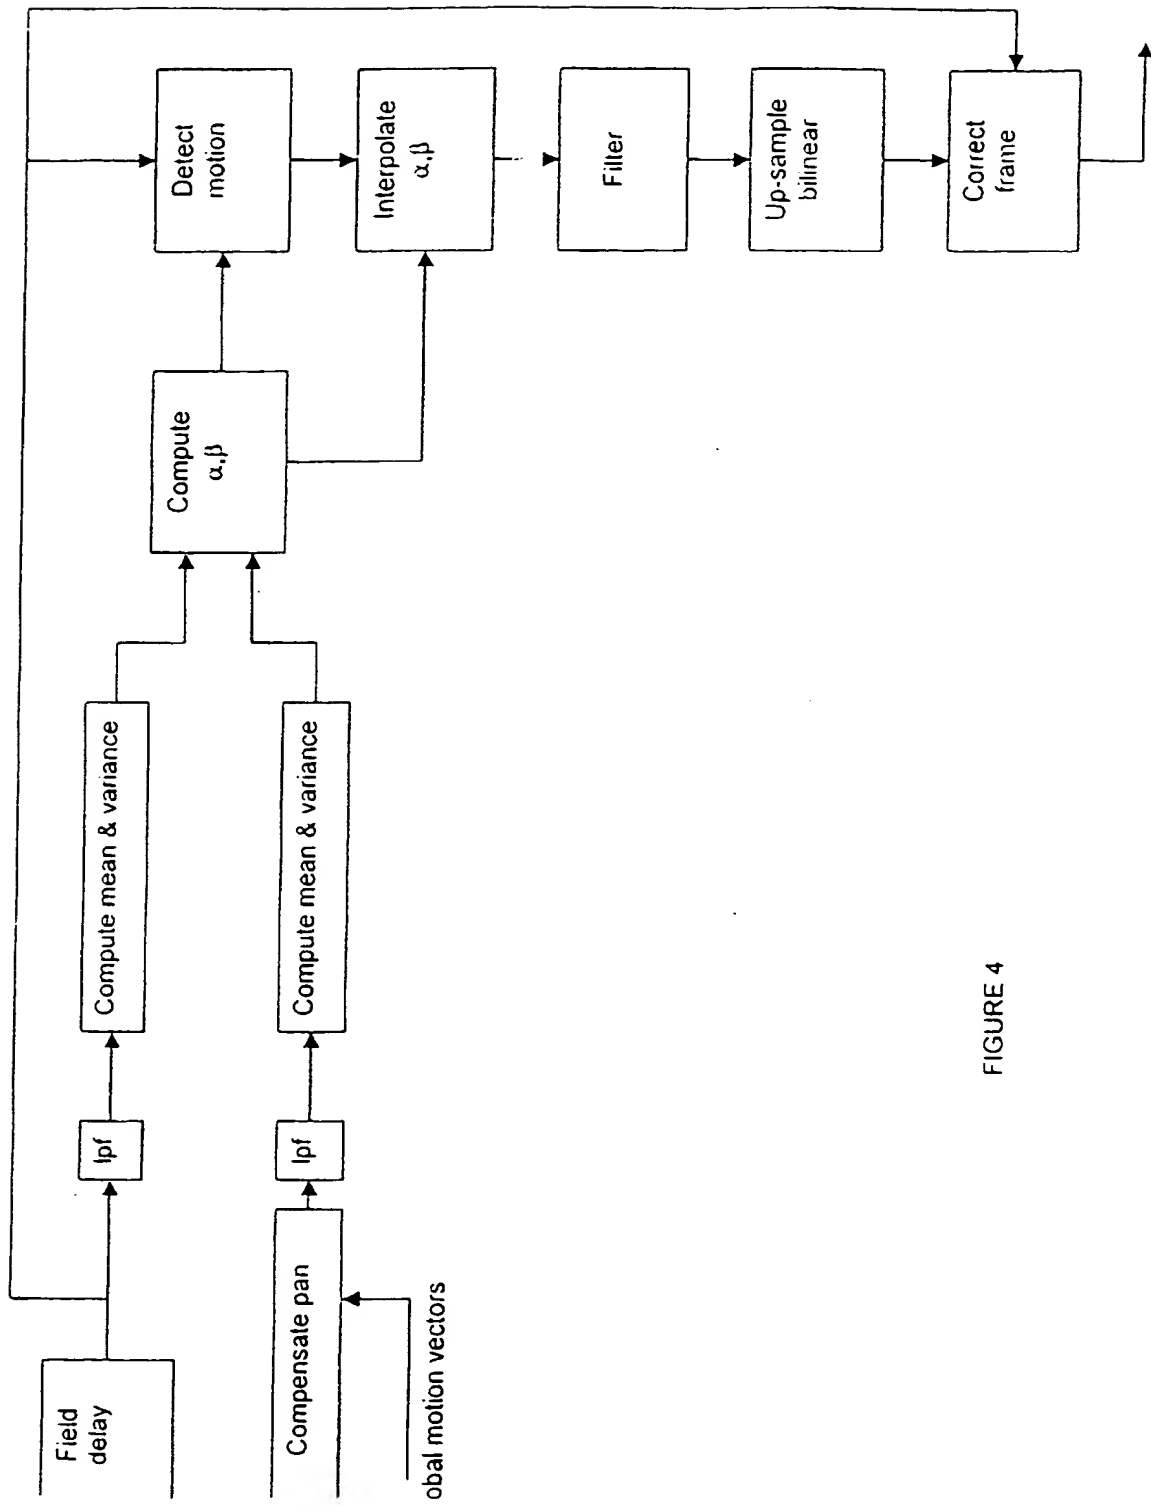 Field
delay
lpf
Compute mean & variance
Compensate pan
lpf
Compute mean & variance
obal motion vectors
Compute
α,β
Detect
motion
Interpolate
α,β
Filter
Up-sample
bilinear
Correct
frame
FIGURE 4